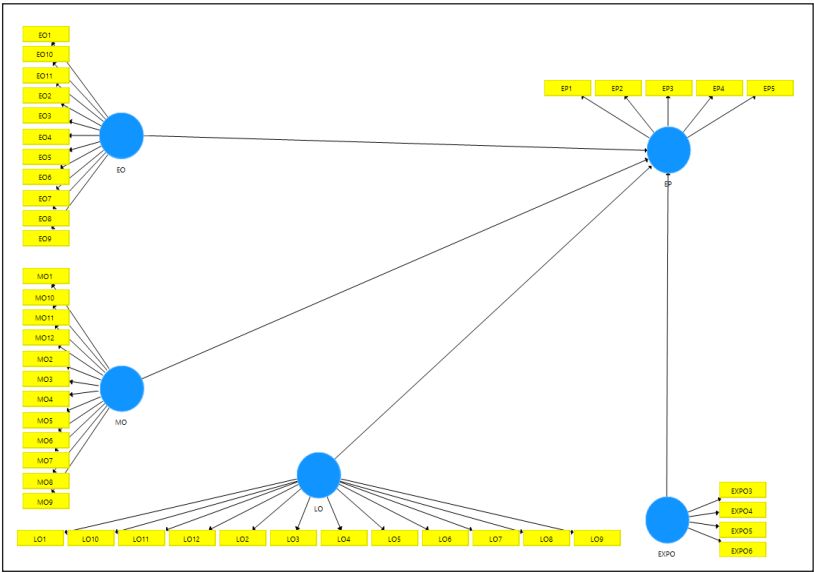 EO1
EO10
EO11
EO2
EO3
EO4
EO5
EO6
EO7
EO8
EO9
EO
EP1 EP2 EP3 EP4 EP5
EP
MO1
MO10
MO11
MO12
MO2
MO3
MO4
MO5
MO6
MO7
MO8
MO9
MO
LO
LO1 LO10 LO11 LO12 LO2 LO3 LO4 LO5 LO6 LO7 LO8 LO9
EXPO
EXPO3
EXPO4
EXPO5
EXPO6